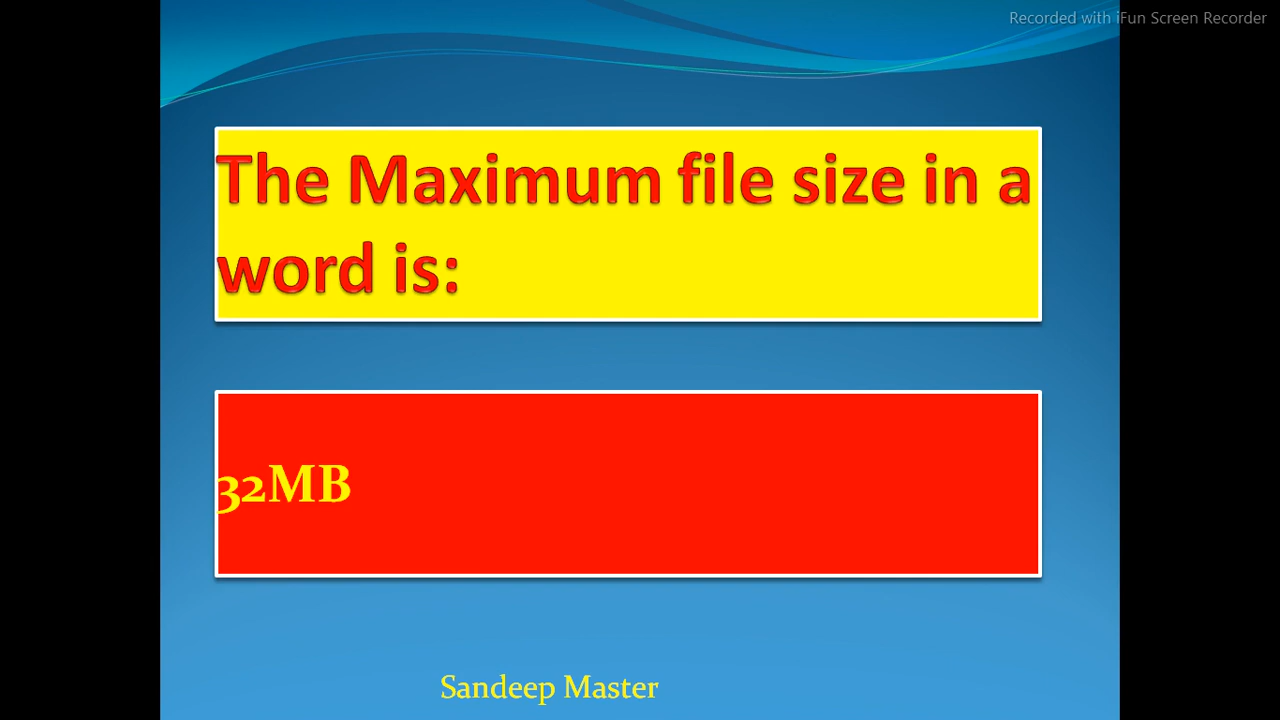 Recorded with iFun Screen Recorder
The Maximum file size in a
word is:
32MB
Sandeep Master